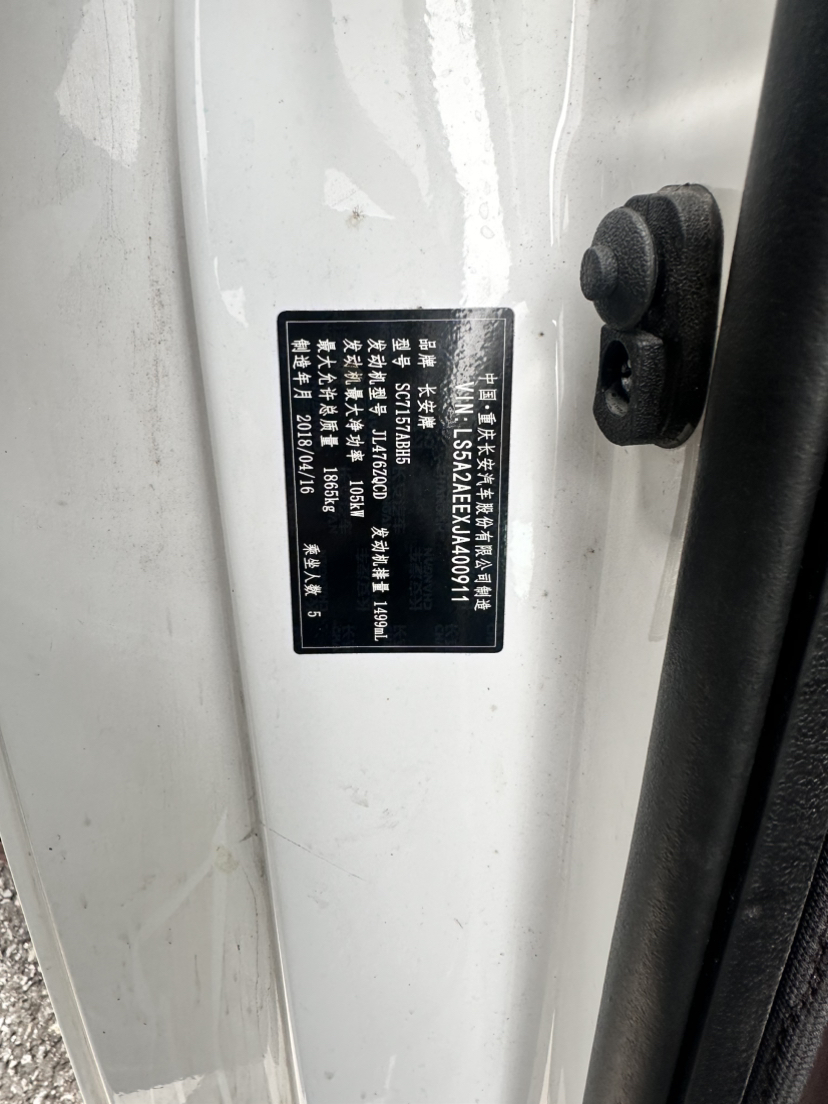 中国·重庆长安汽车股份有限公司制造
VIN:LS5A2AEEXJA400911
品牌 长安牌
型号 SC7157ABH5
发动机型号 JL476ZQCD 发动机排量 1499mL
发动机最大净功率 105kW
最大允许总质量 1865kg
制造年月 2018/04/16 乘坐人数 5